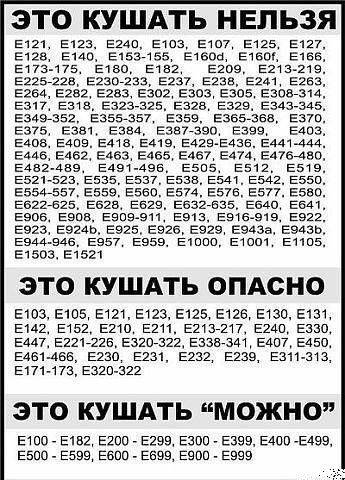 ЭТО КУШАТЬ НЕЛЬЗЯ
E121, E123, E240, E103, E107, E125, E127,
E128, E140, E153-155, E160d, E160f, E166,
E173-175, E180, E182, E209, E213-219,
E225-228, E230-233, E237, E238, E241, E263,
E264, E282, E283, E302, E303, E305, E308-314,
E317, E318, E323-325, E328, E329, E343-345,
E349-352, E355-357, E359, E365-368, E370,
E375, E381, E384, E387-390, E399, E403,
E408, E409, E418, E419, E429-E436, E441-444,
E446, E462, E463, E465, E467, E474, E476-480,
E482-489, E491-496, E505, E512, E519,
E521-523, E535, E537, E538, E541, E542, E550,
E554-557, E559, E560, E574, E576, E577, E580,
E622-625, E628, E629, E632-635, E640, E641,
E906, E908, E909-911, E913, E916-919, E922,
E923, E924b, E925, E926, E929, E943a, E943b,
E944-946, E957, E959, E1000, E1001, E1105,
E1503, E1521
ЭТО КУШАТЬ ОПАСНО
E103, E105, E121, E123, E125, E126, E130, E131,
E142, E152, E210, E211, E213-217, E240, E330,
E447, E221-226, E320-322, E338-341, E407, E450,
E461-466, E230, E231, E232, E239, E311-313,
E171-173, E320-322
ЭТО КУШАТЬ “МОЖНО”
E100 - E182, E200 - E299, E300 - E399, E400 -E499,
E500 - E599, E600 - E699, E900 - E999